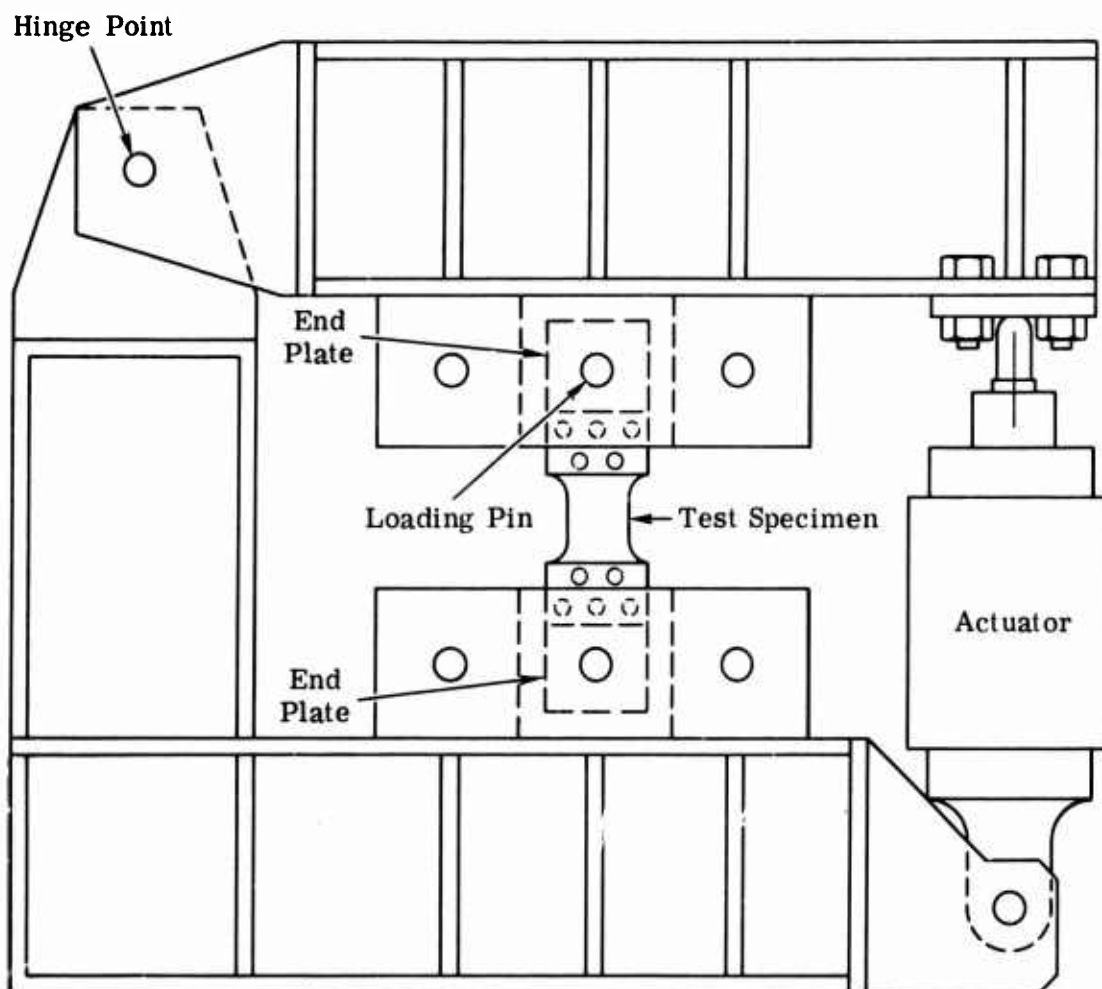 Hinge Point
End
Plate
Loading Pin
Test Specimen
Actuator
End
Plate